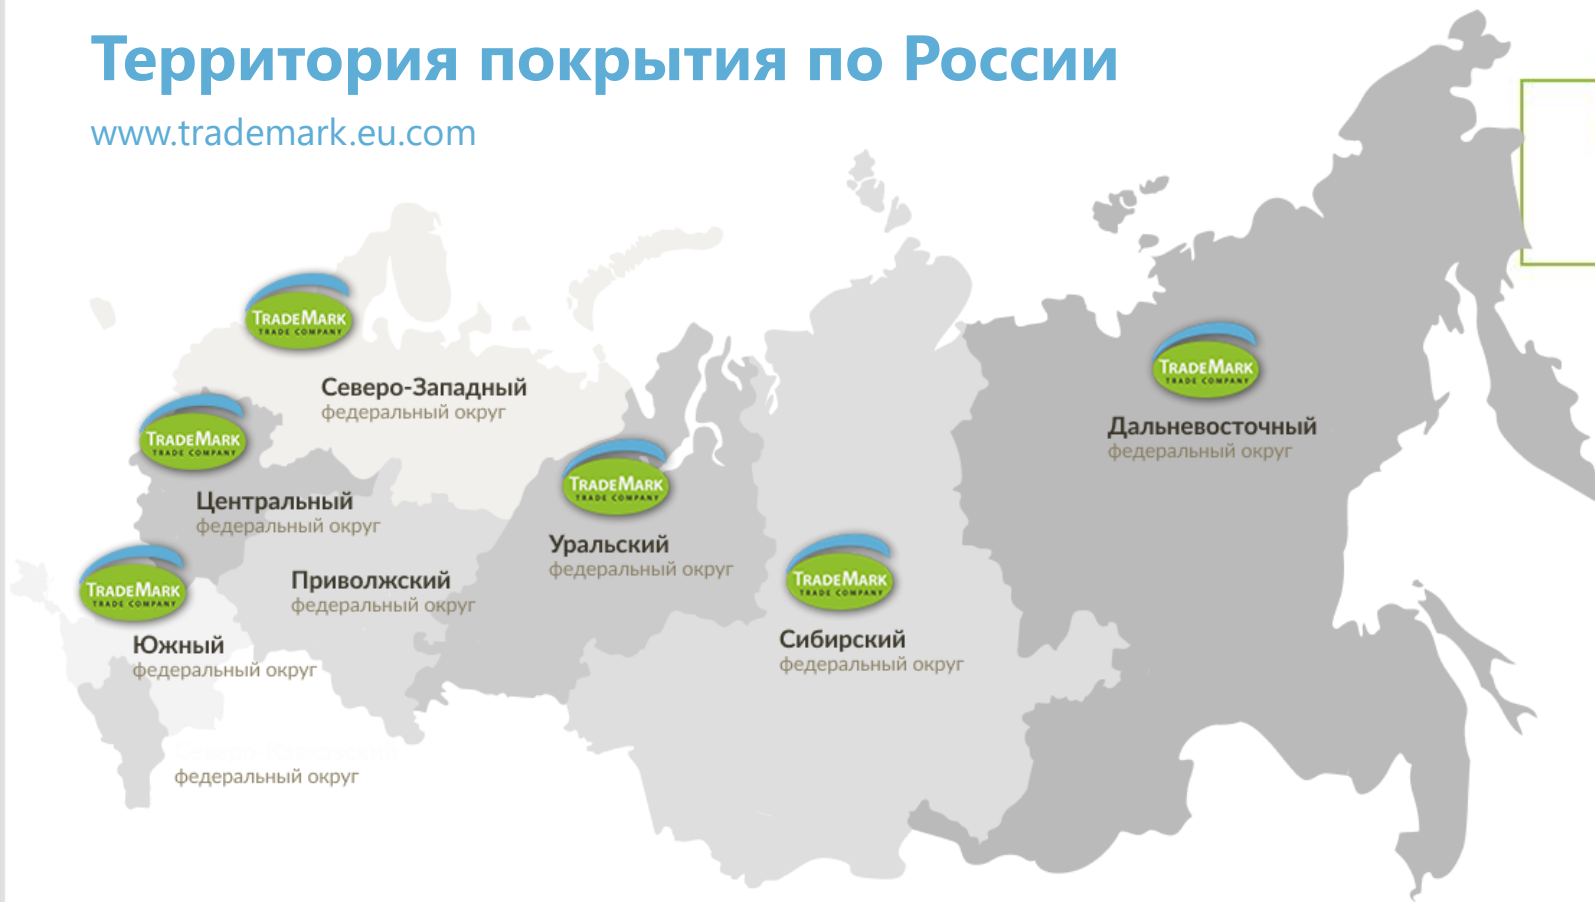 Территория покрытия по России
www.trademark.eu.com
TRADEMARK
TRADE COMPANY
Северо-Западный
федеральный округ
TRADEMARK
TRADE COMPANY
Центральный
федеральный округ
TRADEMARK
TRADE COMPANY
Уральский
федеральный округ
TRADEMARK
TRADE COMPANY
Дальневосточный
федеральный округ
Приволжский
федеральный округ
TRADEMARK
TRADE COMPANY
Южный
федеральный округ
TRADEMARK
TRADE COMPANY
Сибирский
федеральный округ
федеральный округ